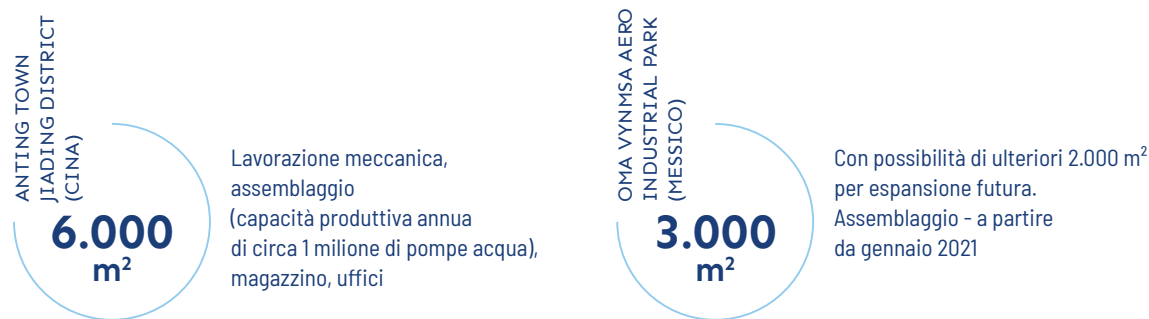 ANTING TOWN
JIADING DISTRICT
(CINA)
6.000
m²
Lavorazione meccanica,
assemblaggio
(capacità produttiva annua
di circa 1 milione di pompe acqua),
magazzino, uffici
OMA VYNMSA AERO
INDUSTRIAL PARK
(MESSICO)
3.000
m²
Con possibilità di ulteriori 2.000 m²
per espansione futura.
Assemblaggio - a partire
da gennaio 2021